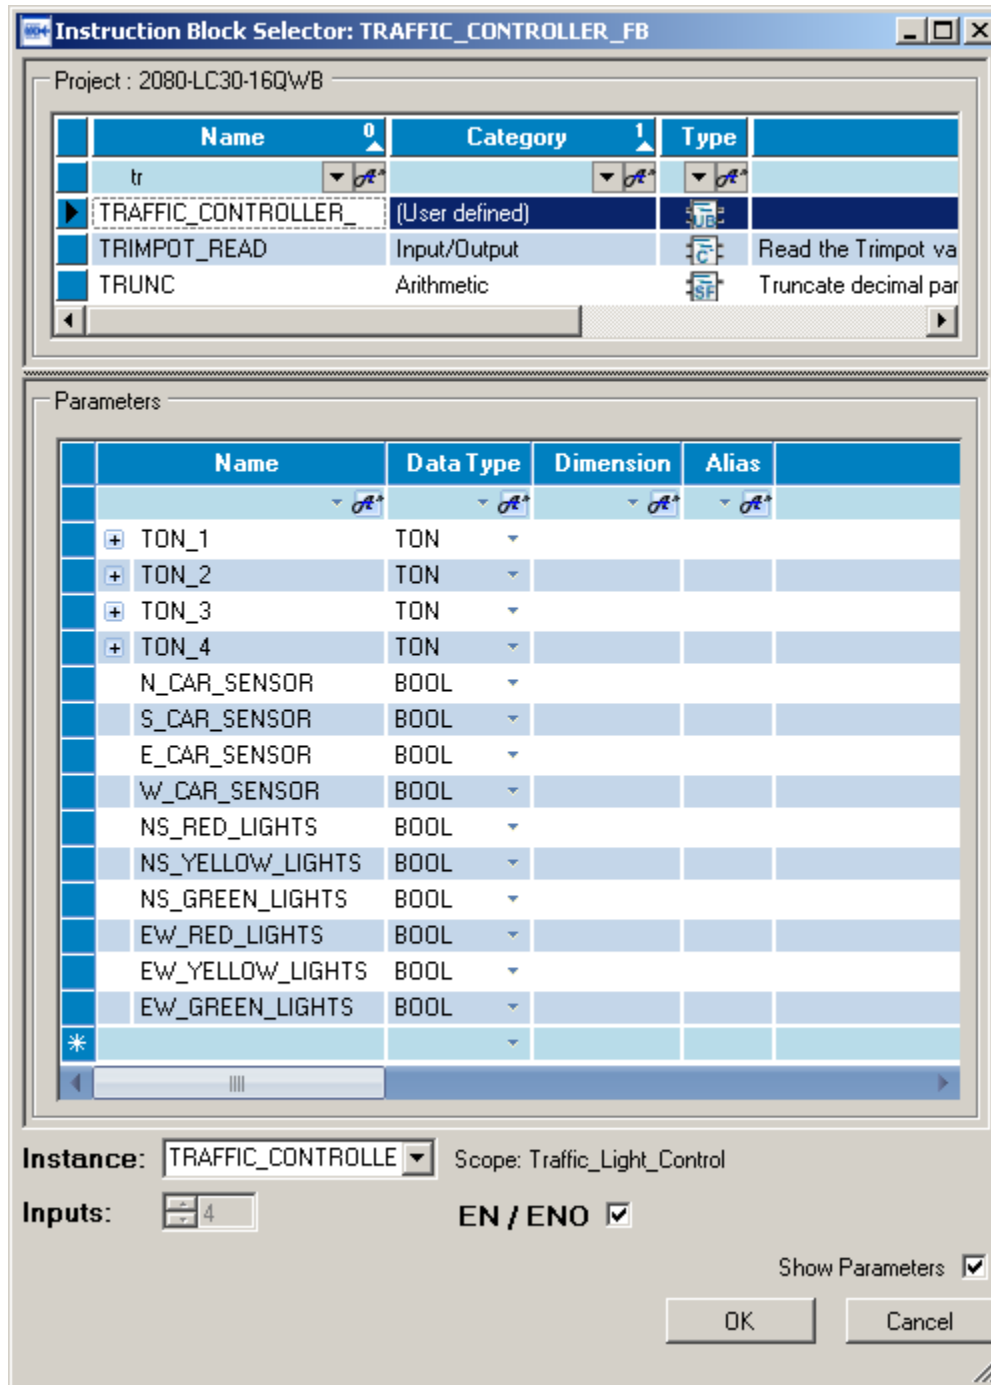 Instruction Block Selector: TRAFFIC_CONTROLLER_FB
Project : 2080-LC30-16QWB
Name 0 Category 1 Type
tr
TRAFFIC_CONTROLLER_ (User defined) UB
TRIMPOT_READ Input/Output C Read the Trimpot va
TRUNC Arithmetic SF Truncate decimal par
Parameters
Name Data Type Dimension Alias
TON_1 TON
TON_2 TON
TON_3 TON
TON_4 TON
N_CAR_SENSOR BOOL
S_CAR_SENSOR BOOL
E_CAR_SENSOR BOOL
W_CAR_SENSOR BOOL
NS_RED_LIGHTS BOOL
NS_YELLOW_LIGHTS BOOL
NS_GREEN_LIGHTS BOOL
EW_RED_LIGHTS BOOL
EW_YELLOW_LIGHTS BOOL
EW_GREEN_LIGHTS BOOL
Instance: TRAFFIC_CONTROLLE Scope: Traffic_Light_Control
Inputs: 4 EN / ENO
Show Parameters
OK Cancel